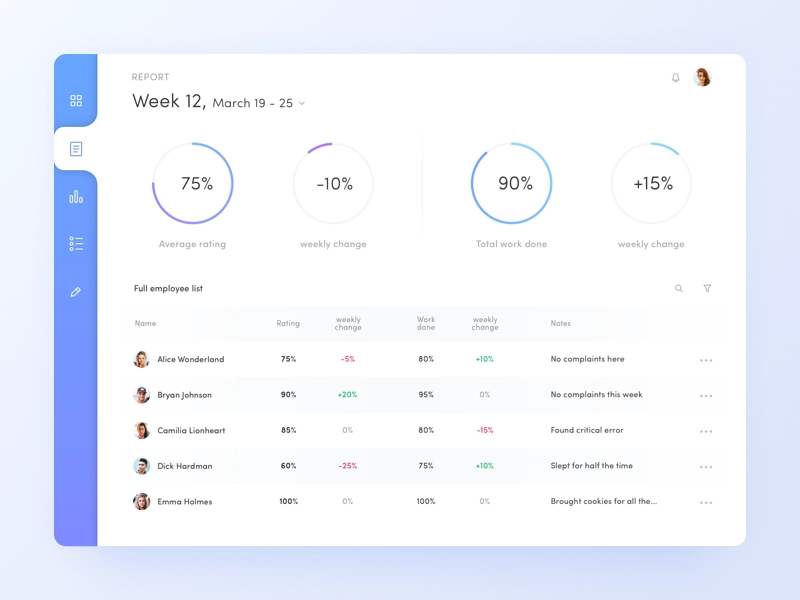 REPORT
Week 12, March 19 - 25
75%
-10%
90%
+15%
Average rating
weekly change
Total work done
weekly change
Full employee list
Name Rating weekly change Work done weekly change Notes
Alice Wonderland 75% -5% 80% +10% No complaints here
Bryan Johnson 90% +20% 95% 0% No complaints this week
Camilia Lionheart 85% 0% 80% -15% Found critical error
Dick Hardman 60% -25% 75% +10% Slept for half the time
Emma Holmes 100% 0% 100% 0% Brought cookies for all the...